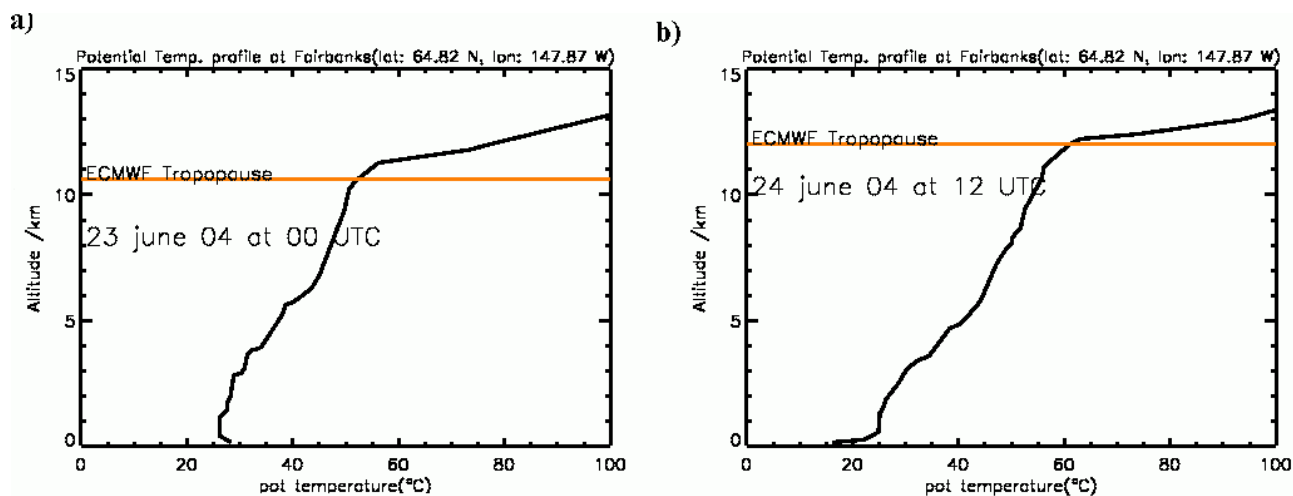 a)
Potential Temp. profile at Fairbanks(lat: 64.82 N, lon: 147.87 W)
15
10
5
0
Altitude /km
ECMWF Tropopause
23 june 04 at 00 UTC
0 20 40 60 80 100
pot temperature(°C)
b)
Potential Temp. profile at Fairbanks(lat: 64.82 N, lon: 147.87 W)
15
10
5
0
Altitude /km
ECMWF Tropopause
24 june 04 at 12 UTC
0 20 40 60 80 100
pot temperature(°C)